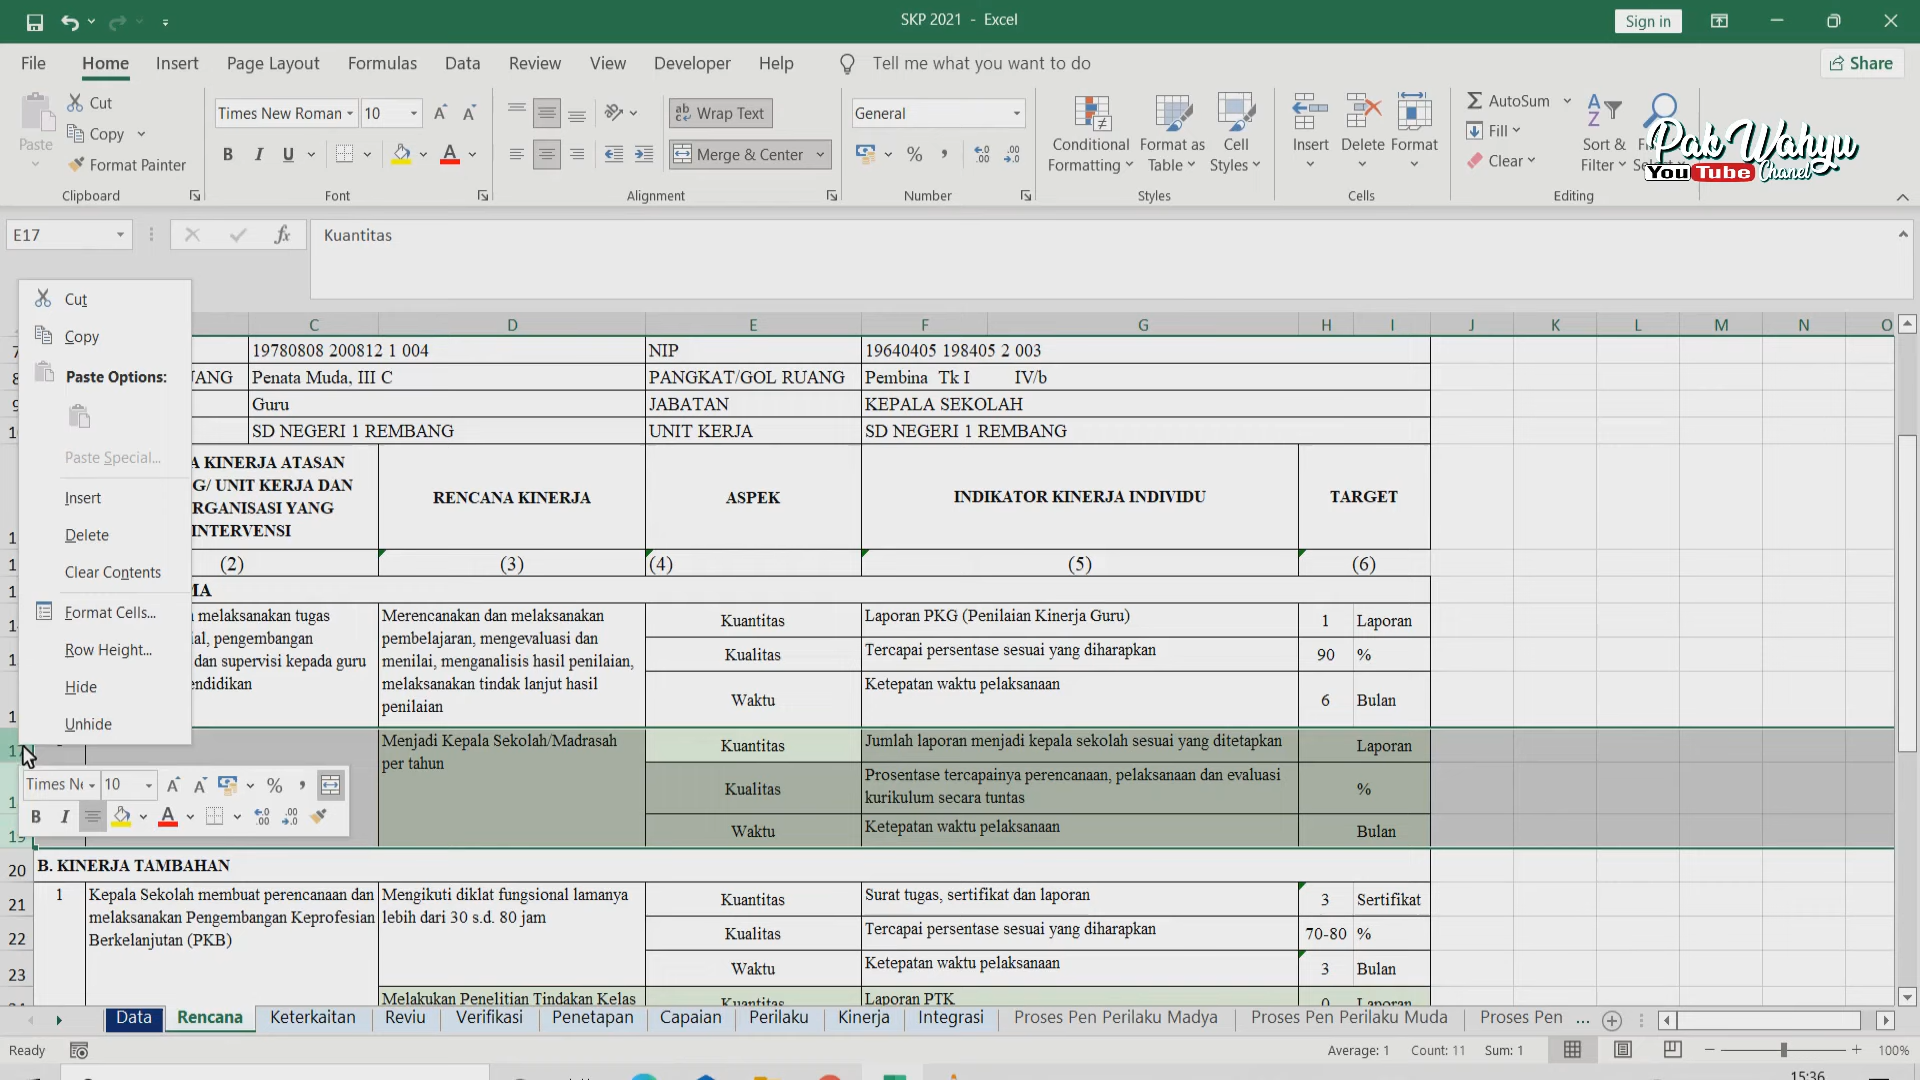 SKP 2021 - Excel
Sign in
File Home Insert Page Layout Formulas Data Review View Developer Help Tell me what you want to do Share
Paste
Cut
Copy
Format Painter
Clipboard
Times New Roman 10
B I U
Font
Wrap Text
Merge & Center
Alignment
General
%
Number
Conditional Formatting
Format as Table
Cell Styles
Styles
Insert Delete Format
Cells
AutoSum
Fill
Clear
Sort & Filter
Editing
Pak Wahyu
YouTube Chanel
E17 fx Kuantitas
C D E F G H I J K L M N O
19780808 200812 1 004 NIP 19640405 198405 2 003
Penata Muda, III C PANGKAT/GOL RUANG Pembina Tk I IV/b
Guru JABATAN KEPALA SEKOLAH
SD NEGERI 1 REMBANG UNIT KERJA SD NEGERI 1 REMBANG
KINERJA ATASAN
G/ UNIT KERJA DAN
RGANISASI YANG
INTERVENSI
RENCANA KINERJA ASPEK INDIKATOR KINERJA INDIVIDU TARGET
(2) (3) (4) (5) (6)
MA
melaksanakan tugas
al, pengembangan
dan supervisi kepada guru
endidikan
Merencanakan dan melaksanakan
pembelajaran, mengevaluasi dan
menilai, menganalisis hasil penilaian,
melaksanakan tindak lanjut hasil
penilaian
Kuantitas Laporan PKG (Penilaian Kinerja Guru) 1 Laporan
Kualitas Tercapai persentase sesuai yang diharapkan 90 %
Waktu Ketepatan waktu pelaksanaan 6 Bulan
Menjadi Kepala Sekolah/Madrasah
per tahun
Kuantitas Jumlah laporan menjadi kepala sekolah sesuai yang ditetapkan Laporan
Kualitas Prosentase tercapainya perencanaan, pelaksanaan dan evaluasi
kurikulum secara tuntas %
Waktu Ketepatan waktu pelaksanaan Bulan
20 B. KINERJA TAMBAHAN
21 1 Kepala Sekolah membuat perencanaan dan
melaksanakan Pengembangan Keprofesian
Berkelanjutan (PKB)
Mengikuti diklat fungsional lamanya
lebih dari 30 s.d. 80 jam
Kuantitas Surat tugas, sertifikat dan laporan 3 Sertifikat
22 Kualitas Tercapai persentase sesuai yang diharapkan 70-80 %
23 Waktu Ketepatan waktu pelaksanaan 3 Bulan
Melakukan Penelitian Tindakan Kelas Kuantitas Laporan PTK 0 Laporan
Cut
Copy
Paste Options:
Paste Special...
Insert
Delete
Clear Contents
Format Cells...
Row Height...
Hide
Unhide
10 %
B I A
Data Rencana Keterkaitan Reviu Verifikasi Penetapan Capaian Perilaku Kinerja Integrasi Proses Pen Perilaku Madya Proses Pen Perilaku Muda Proses Pen ...
Ready Average: 1 Count: 11 Sum: 1 100%
15:36